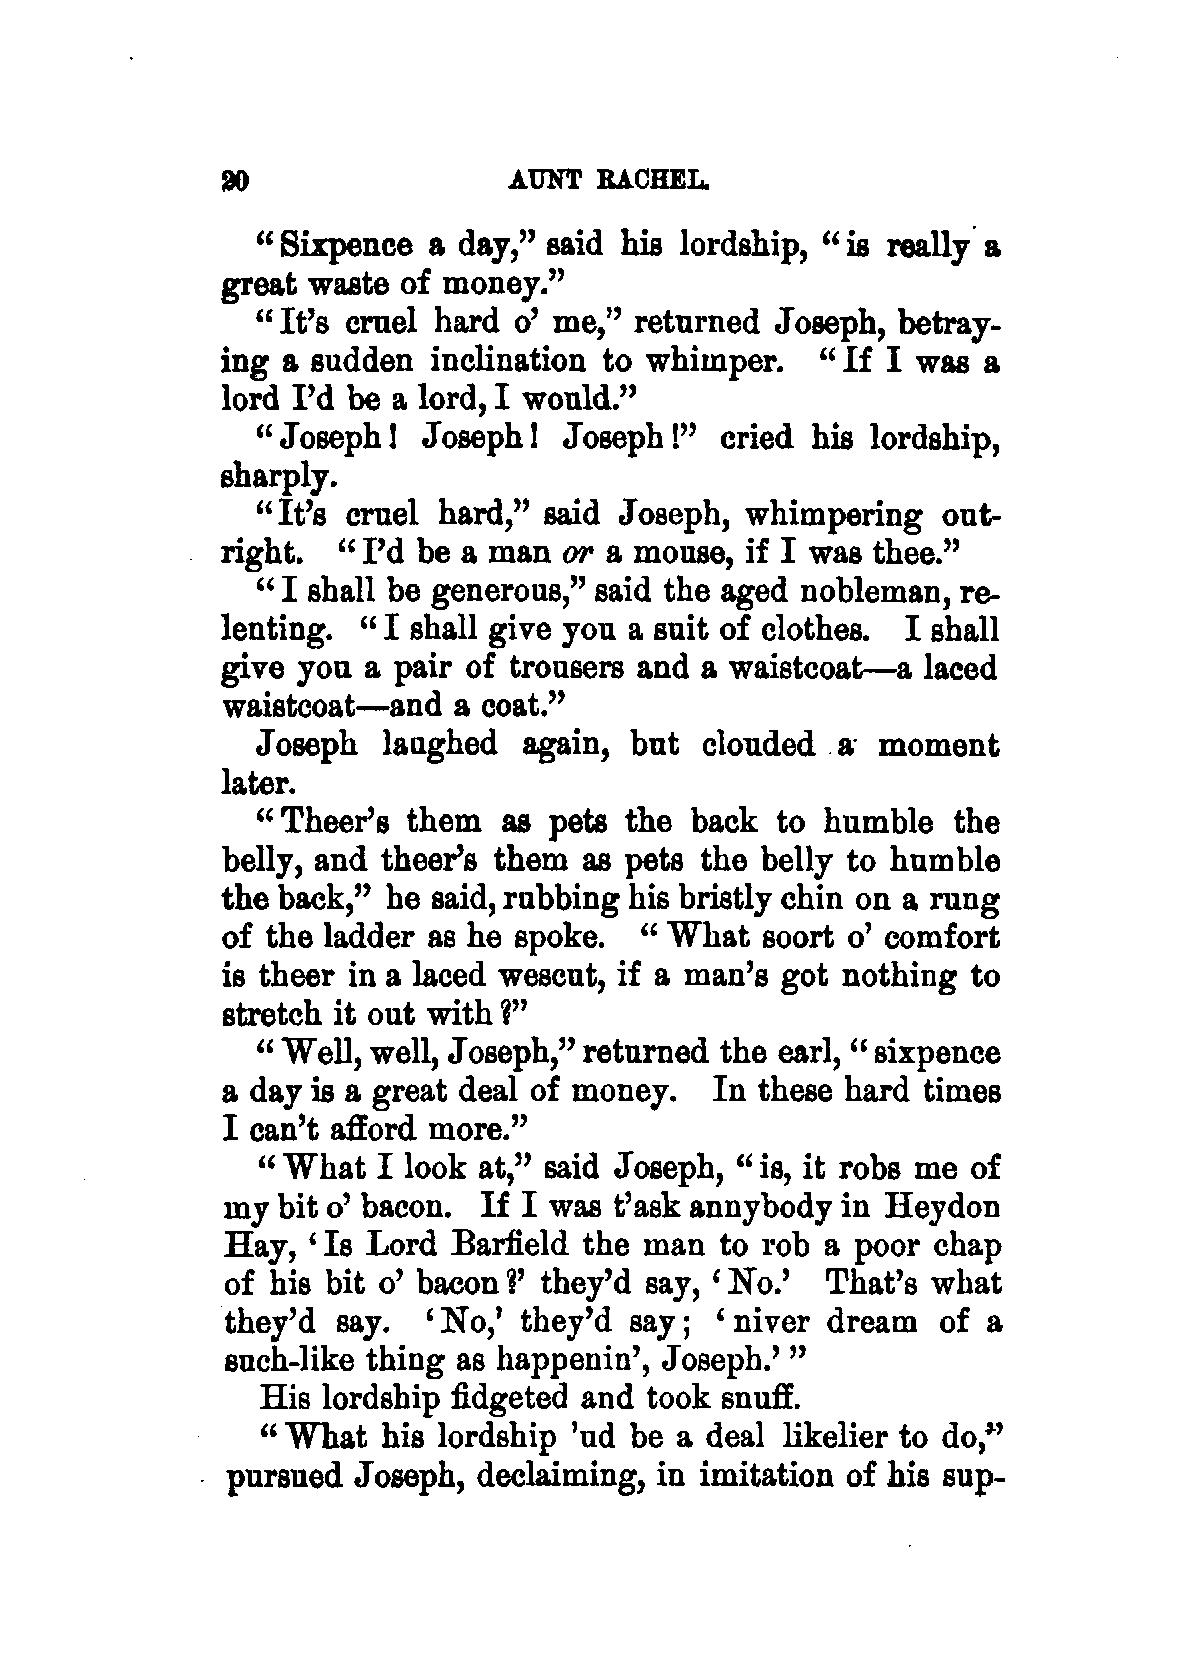 20 AUNT RACHEL.
“Sixpence a day,” said his lordship, “is really a
great waste of money.”
“It’s cruel hard o’ me,” returned Joseph, betray-
ing a sudden inclination to whimper. “If I was a
lord I’d be a lord, I would.”
“Joseph! Joseph! Joseph!” cried his lordship,
sharply.
“It’s cruel hard,” said Joseph, whimpering out-
right. “I’d be a man or a mouse, if I was thee.”
“I shall be generous,” said the aged nobleman, re-
lenting. “I shall give you a suit of clothes. I shall
give you a pair of trousers and a waistcoat—a laced
waistcoat—and a coat.”
Joseph laughed again, but clouded a moment
later.
“Theer’s them as pets the back to humble the
belly, and theer’s them as pets the belly to humble
the back,” he said, rubbing his bristly chin on a rung
of the ladder as he spoke. “What soort o’ comfort
is theer in a laced wescut, if a man’s got nothing to
stretch it out with?”
“Well, well, Joseph,” returned the earl, “sixpence
a day is a great deal of money. In these hard times
I can’t afford more.”
“What I look at,” said Joseph, “is, it robs me of
my bit o’ bacon. If I was t’ask annybody in Heydon
Hay, ‘Is Lord Barfield the man to rob a poor chap
of his bit o’ bacon?’ they’d say, ‘No.’ That’s what
they’d say. ‘No,’ they’d say; ‘niver dream of a
such-like thing as happenin’, Joseph.’”
His lordship fidgeted and took snuff.
“What his lordship ’ud be a deal likelier to do,”
pursued Joseph, declaiming, in imitation of his sup-